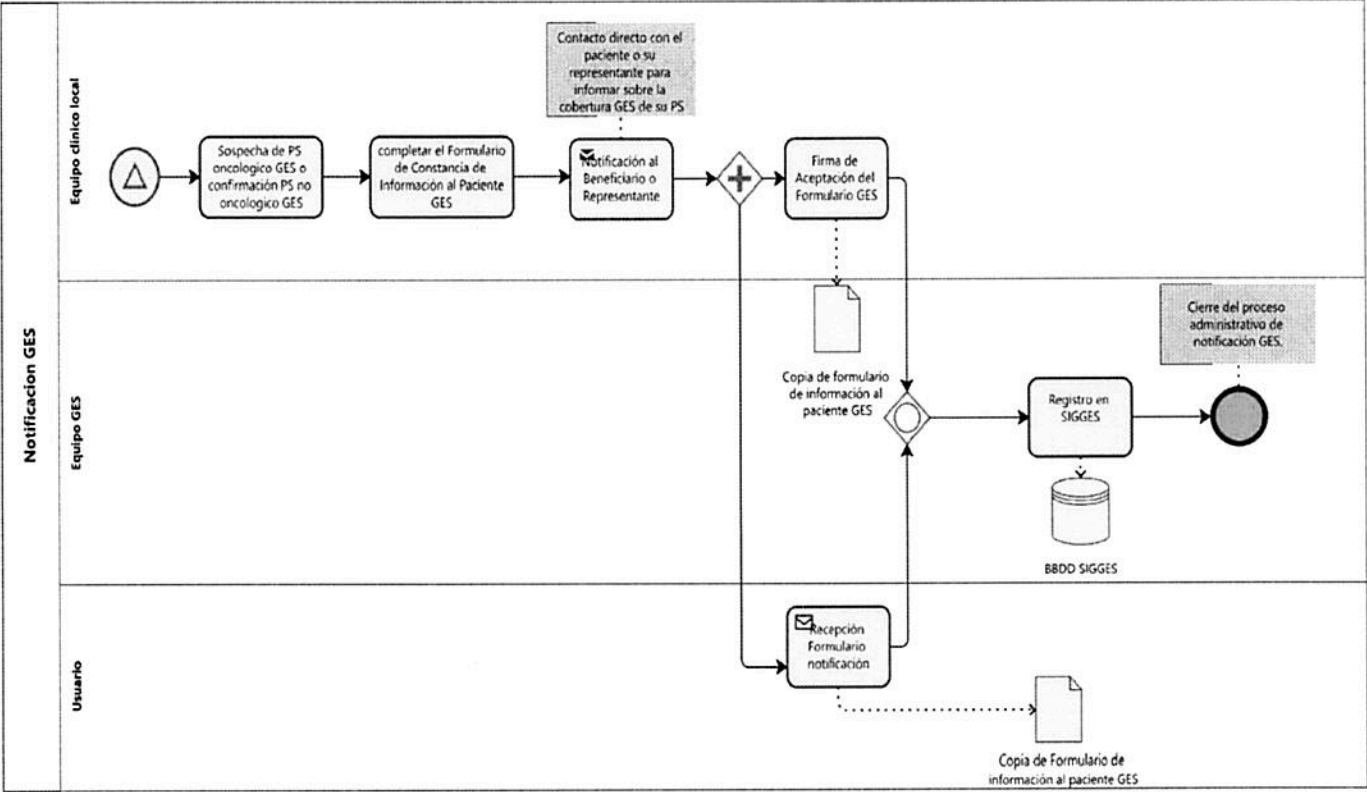 Notificacion GES
Equipo clínico local
Contacto directo con el
paciente o su
representante para
informar sobre la
cobertura GES de su PS
Sospecha de PS
oncologico GES o
confirmación PS no
oncologico GES
completar el Formulario
de Constancia de
Información al Paciente
GES
Notificación al
Beneficiario o
Representante
Firma de
Aceptación del
Formulario GES
Equipo GES
Copia de formulario
de información al
paciente GES
Registro en
SIGGES
Cierre del proceso
administrativo de
notificación GES.
BBDD SIGGES
Usuario
Recepción
Formulario
notificación
Copia de Formulario de
información al paciente GES